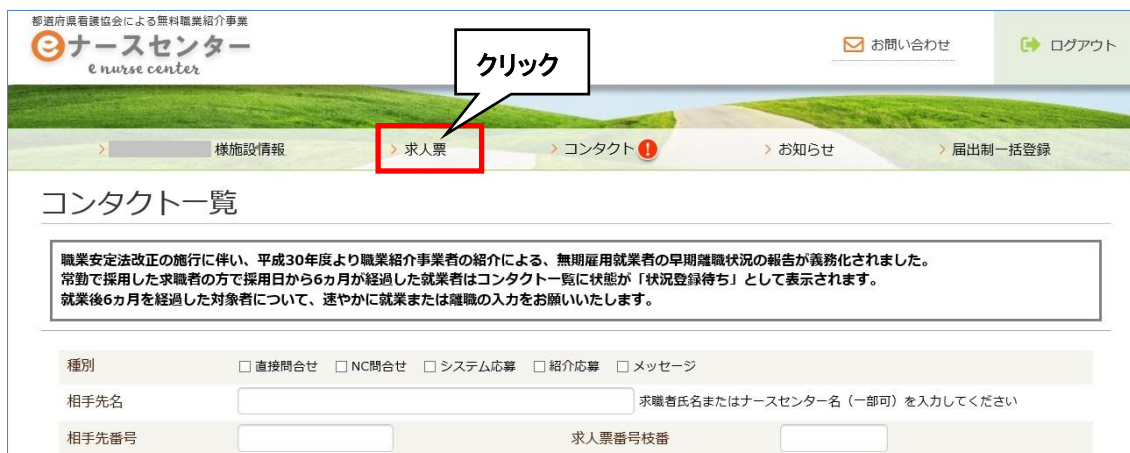 都道府県看護協会による無料職業紹介事業
eナースセンター
e nurse center
クリック
お問い合わせ
ログアウト
> 様施設情報
> 求人票
> コンタクト !
> お知らせ
> 届出制一括登録
コンタクト一覧
職業安定法改正の施行に伴い、平成30年度より職業紹介事業者の紹介による、無期雇用就業者の早期離職状況の報告が義務化されました。
常勤で採用した求職者の方で採用日から6ヵ月が経過した就業者はコンタクト一覧に状態が「状況登録待ち」として表示されます。
就業後6ヵ月を経過した対象者について、速やかに就業または離職の入力をお願いいたします。
種別 直接問合せ NC問合せ システム応募 紹介応募 メッセージ
相手先名 求職者氏名またはナースセンター名（一部可）を入力してください
相手先番号 求人票番号枝番